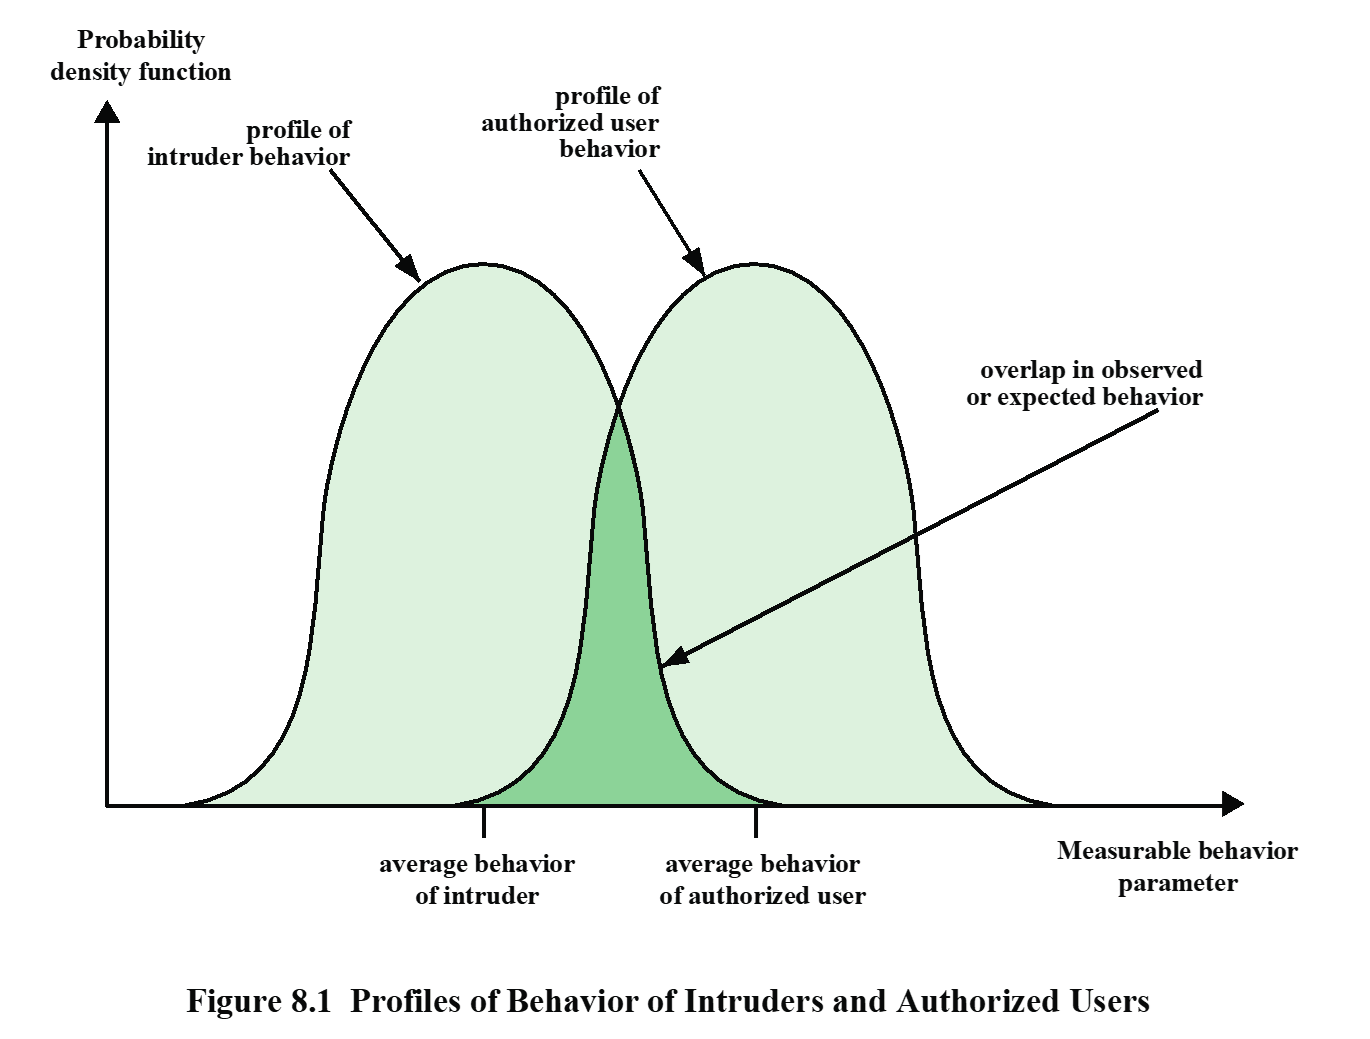 Probability
density function
profile of
intruder behavior
profile of
authorized user
behavior
overlap in observed
or expected behavior
average behavior
of intruder
average behavior
of authorized user
Measurable behavior
parameter
Figure 8.1  Profiles of Behavior of Intruders and Authorized Users